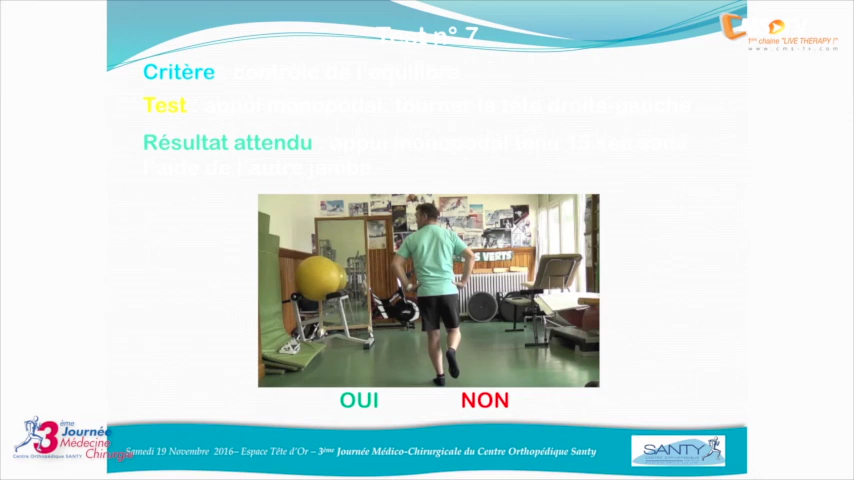 Test n° 7
1ère chaine "LIVE THERAPY !"
www.cms-tv.com
Critère : contrôle de l'équilibre
Test : appui monopodal, tourner la tête droite-gauche
Résultat attendu : appui monopodal tenu 15 sec sans
l'aide de l'autre jambe
S VERTS
OUI NON
3ème Journée
Médecine
Chirurgie
Centre Orthopédique SANTY
Samedi 19 Novembre 2016– Espace Tête d'Or – 3ème Journée Médico-Chirurgicale du Centre Orthopédique Santy
SANTY